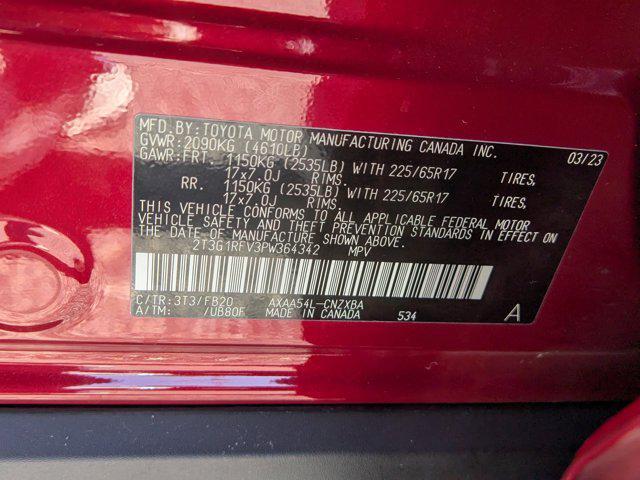 MFD.BY:TOYOTA MOTOR MANUFACTURING CANADA INC. 03/23
GVWR:2090KG (4610LB)
GAWR:FRT. 1150KG (2535LB) WITH 225/65R17 TIRES,
17x7.0J RIMS.
RR. 1150KG (2535LB) WITH 225/65R17 TIRES,
17x7.0J RIMS.
THIS VEHICLE CONFORMS TO ALL APPLICABLE FEDERAL MOTOR
VEHICLE SAFETY AND THEFT PREVENTION STANDARDS IN EFFECT ON
THE DATE OF MANUFACTURE SHOWN ABOVE.
2T3G1RFV3PW364342 MPV
C/TR:3T3/FB20 AXAA54L-CNZXBA
A/TM: /UB80F MADE IN CANADA 534 A